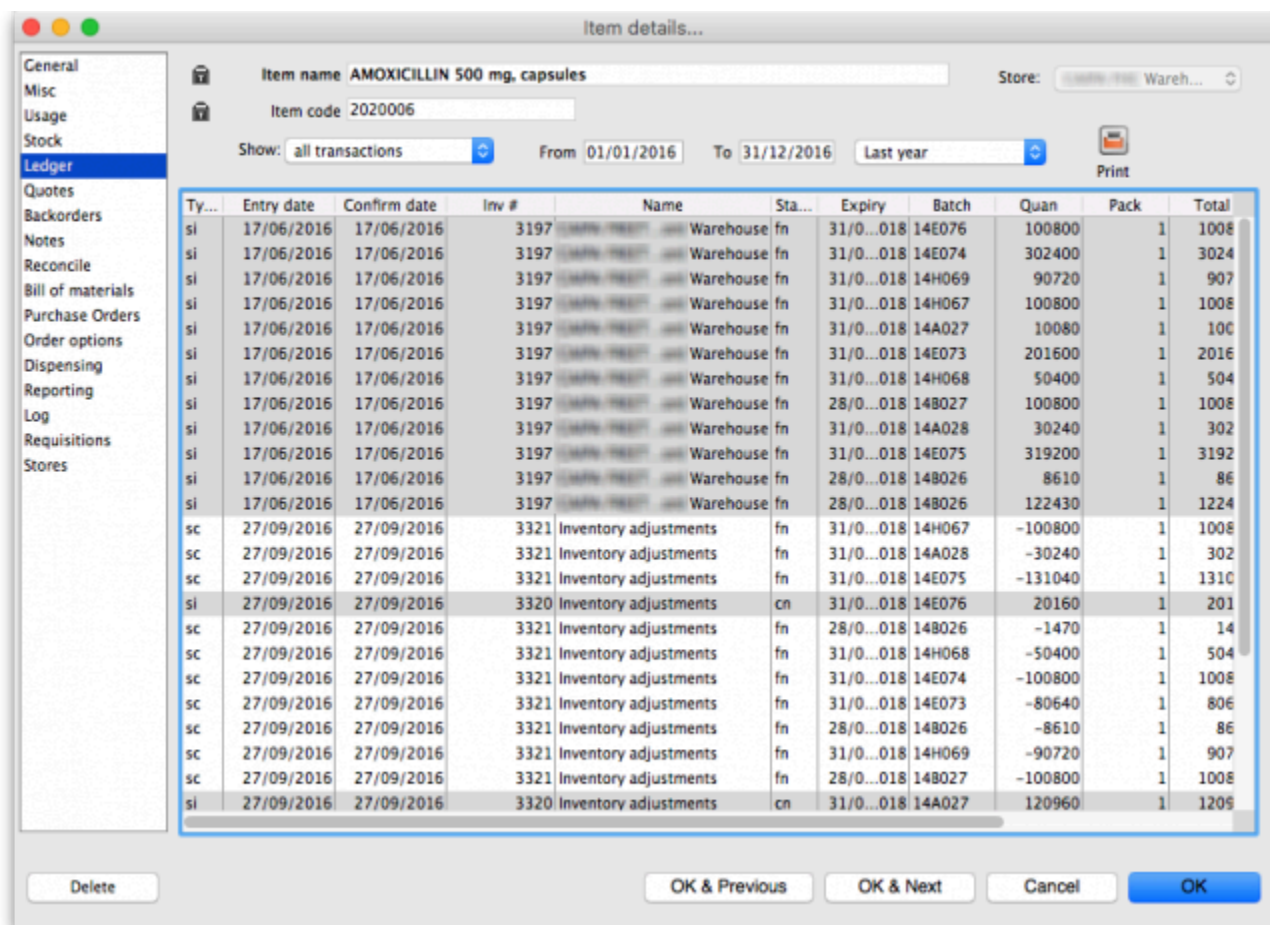 Item details...
General
Misc
Usage
Stock
Ledger
Quotes
Backorders
Notes
Reconcile
Bill of materials
Purchase Orders
Order options
Dispensing
Reporting
Log
Requisitions
Stores
Item name AMOXICILLIN 500 mg, capsules Store: Wareh...
Item code 2020006
Show: all transactions From 01/01/2016 To 31/12/2016 Last year
Print
Ty... Entry date Confirm date Inv # Name Sta... Expiry Batch Quan Pack Total
si 17/06/2016 17/06/2016 3197 Warehouse fn 31/0...018 14E076 100800 1 1008
si 17/06/2016 17/06/2016 3197 Warehouse fn 31/0...018 14E074 302400 1 3024
si 17/06/2016 17/06/2016 3197 Warehouse fn 31/0...018 14H069 90720 1 907
si 17/06/2016 17/06/2016 3197 Warehouse fn 31/0...018 14H067 100800 1 1008
si 17/06/2016 17/06/2016 3197 Warehouse fn 31/0...018 14A027 10080 1 100
si 17/06/2016 17/06/2016 3197 Warehouse fn 31/0...018 14E073 201600 1 2016
si 17/06/2016 17/06/2016 3197 Warehouse fn 31/0...018 14H068 50400 1 504
si 17/06/2016 17/06/2016 3197 Warehouse fn 28/0...018 14B027 100800 1 1008
si 17/06/2016 17/06/2016 3197 Warehouse fn 31/0...018 14A028 30240 1 302
si 17/06/2016 17/06/2016 3197 Warehouse fn 31/0...018 14E075 319200 1 3192
si 17/06/2016 17/06/2016 3197 Warehouse fn 28/0...018 14B026 8610 1 86
si 17/06/2016 17/06/2016 3197 Warehouse fn 28/0...018 14B026 122430 1 1224
sc 27/09/2016 27/09/2016 3321 Inventory adjustments fn 31/0...018 14H067 -100800 1 1008
sc 27/09/2016 27/09/2016 3321 Inventory adjustments fn 31/0...018 14A028 -30240 1 302
sc 27/09/2016 27/09/2016 3321 Inventory adjustments fn 31/0...018 14E075 -131040 1 1310
si 27/09/2016 27/09/2016 3320 Inventory adjustments cn 31/0...018 14E076 20160 1 201
sc 27/09/2016 27/09/2016 3321 Inventory adjustments fn 28/0...018 14B026 -1470 1 14
sc 27/09/2016 27/09/2016 3321 Inventory adjustments fn 31/0...018 14H068 -50400 1 504
sc 27/09/2016 27/09/2016 3321 Inventory adjustments fn 31/0...018 14E074 -100800 1 1008
sc 27/09/2016 27/09/2016 3321 Inventory adjustments fn 31/0...018 14E073 -80640 1 806
sc 27/09/2016 27/09/2016 3321 Inventory adjustments fn 28/0...018 14B026 -8610 1 86
sc 27/09/2016 27/09/2016 3321 Inventory adjustments fn 31/0...018 14H069 -90720 1 907
sc 27/09/2016 27/09/2016 3321 Inventory adjustments fn 28/0...018 14B027 -100800 1 1008
si 27/09/2016 27/09/2016 3320 Inventory adjustments cn 31/0...018 14A027 120960 1 1209
Delete OK & Previous OK & Next Cancel OK